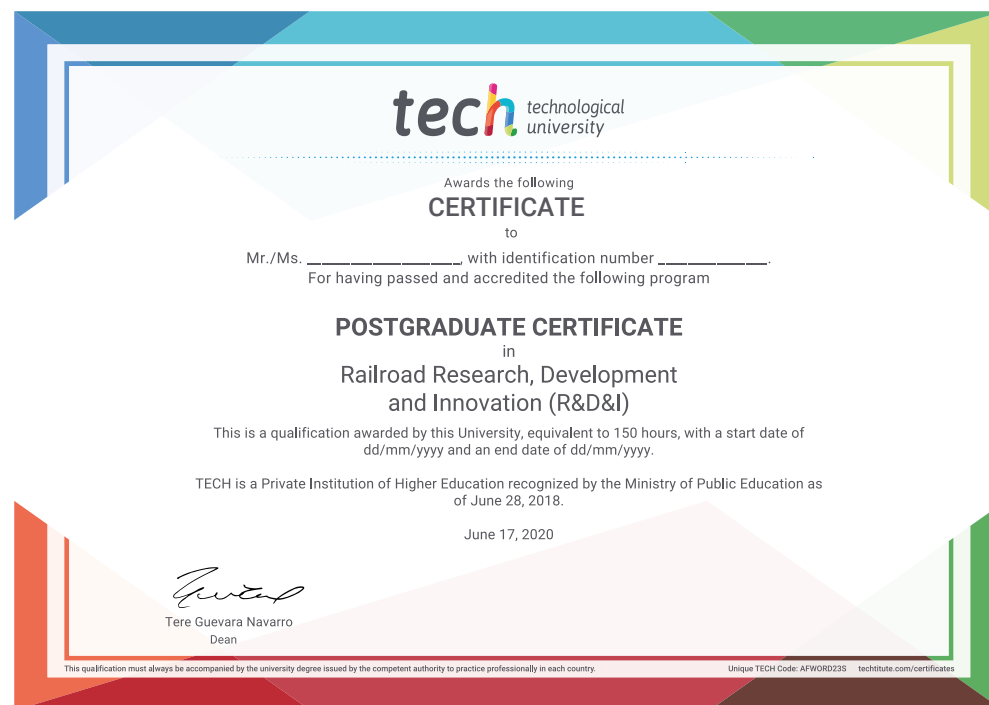 tech technological
university
Awards the following
CERTIFICATE
to
Mr./Ms. ____________________, with identification number ______________.
For having passed and accredited the following program
POSTGRADUATE CERTIFICATE
in
Railroad Research, Development
and Innovation (R&D&I)
This is a qualification awarded by this University, equivalent to 150 hours, with a start date of
dd/mm/yyyy and an end date of dd/mm/yyyy.
TECH is a Private Institution of Higher Education recognized by the Ministry of Public Education as
of June 28, 2018.
June 17, 2020
Tere Guevara Navarro
Dean
This qualification must always be accompanied by the university degree issued by the competent authority to practice professionally in each country.
Unique TECH Code: AFWORD23S techtitute.com/certificates